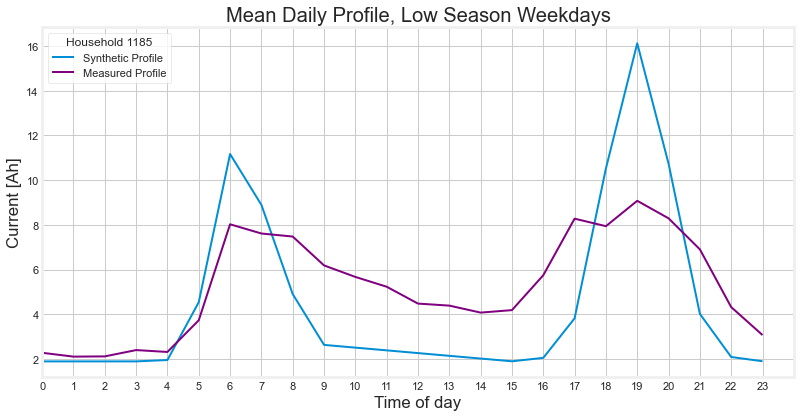 Mean Daily Profile, Low Season Weekdays
Household 1185
Synthetic Profile
Measured Profile
Current [Ah]
16
14
12
10
8
6
4
2
0 1 2 3 4 5 6 7 8 9 10 11 12 13 14 15 16 17 18 19 20 21 22 23
Time of day